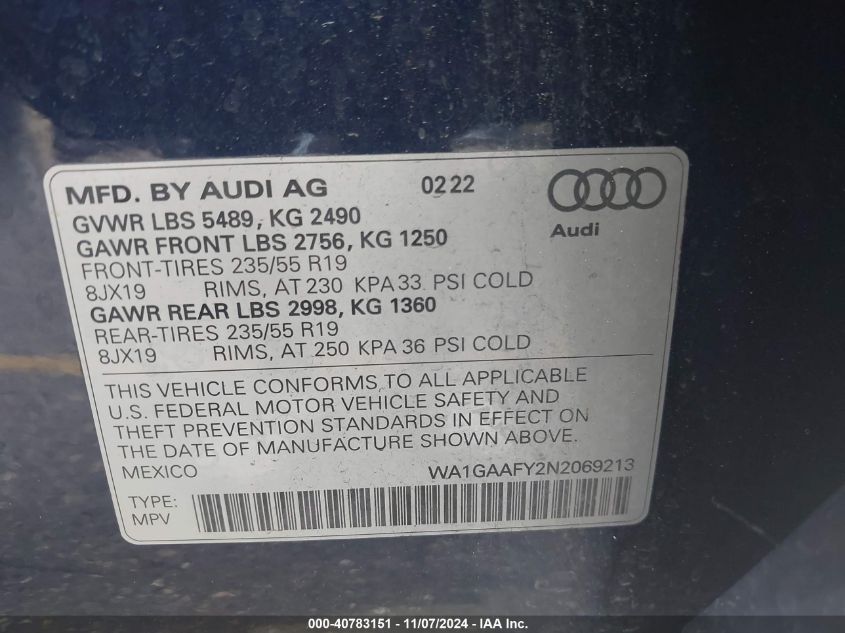 MFD. BY AUDI AG 02 22
GVWR LBS 5489, KG 2490
GAWR FRONT LBS 2756, KG 1250
FRONT-TIRES 235/55 R19
8JX19 RIMS, AT 230 KPA 33 PSI COLD
GAWR REAR LBS 2998, KG 1360
REAR-TIRES 235/55 R19
8JX19 RIMS, AT 250 KPA 36 PSI COLD
Audi
THIS VEHICLE CONFORMS TO ALL APPLICABLE
U.S. FEDERAL MOTOR VEHICLE SAFETY AND
THEFT PREVENTION STANDARDS IN EFFECT ON
THE DATE OF MANUFACTURE SHOWN ABOVE.
MEXICO WA1GAAFY2N2069213
TYPE:
MPV
000-40783151 - 11/07/2024 - IAA Inc.